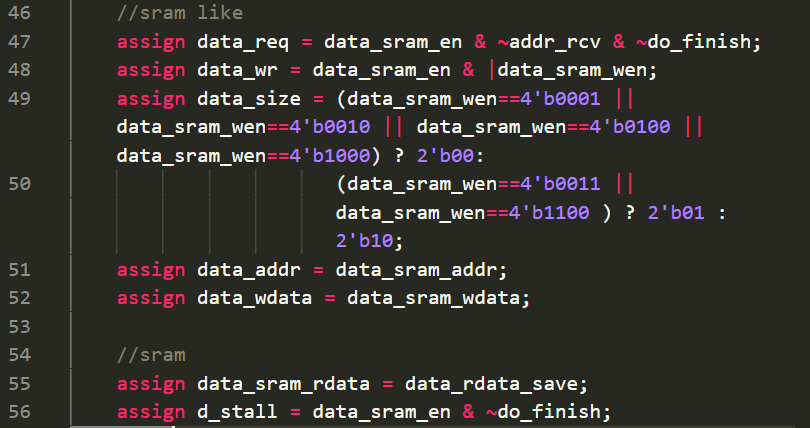 46 //sram like
47 assign data_req = data_sram_en & ~addr_rcv & ~do_finish;
48 assign data_wr = data_sram_en & |data_sram_wen;
49 assign data_size = (data_sram_wen==4'b0001 ||
data_sram_wen==4'b0010 || data_sram_wen==4'b0100 ||
data_sram_wen==4'b1000) ? 2'b00:
50 (data_sram_wen==4'b0011 ||
data_sram_wen==4'b1100 ) ? 2'b01 :
2'b10;
51 assign data_addr = data_sram_addr;
52 assign data_wdata = data_sram_wdata;
53
54 //sram
55 assign data_sram_rdata = data_rdata_save;
56 assign d_stall = data_sram_en & ~do_finish;